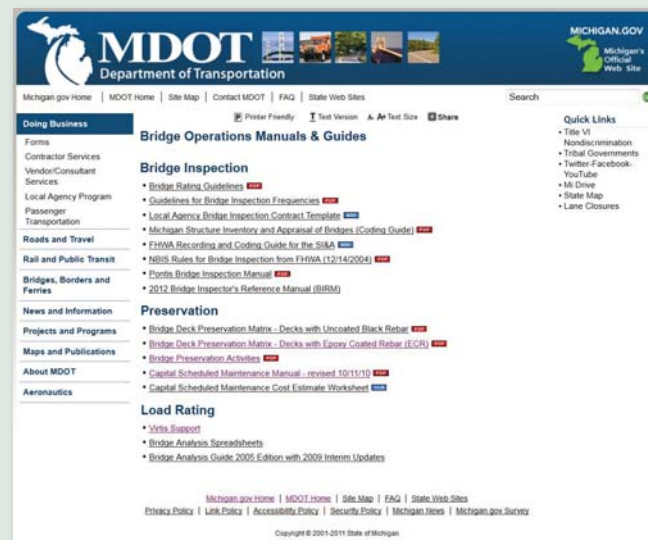 MDOT
Department of Transportation
MICHIGAN.GOV
Michigan's
Official
Web Site
Michigan.gov Home | MDOT Home | Site Map | Contact MDOT | FAQ | State Web Sites
Search
Doing Business
Forms
Contractor Services
Vendor/Consultant
Services
Local Agency Program
Passenger
Transportation
Roads and Travel
Rail and Public Transit
Bridges, Borders and
Ferries
News and Information
Projects and Programs
Maps and Publications
About MDOT
Aeronautics
Printer Friendly T Text Version A- A+ Text Size Share
Bridge Operations Manuals & Guides
Bridge Inspection
• Bridge Rating Guidelines PDF
• Guidelines for Bridge Inspection Frequencies PDF
• Local Agency Bridge Inspection Contract Template
• Michigan Structure Inventory and Appraisal of Bridges (Coding Guide) PDF
• FHWA Recording and Coding Guide for the SI&A
• NBIS Rules for Bridge Inspection from FHWA (12/14/2004) PDF
• Pontis Bridge Inspection Manual PDF
• 2012 Bridge Inspector's Reference Manual (BIRM)
Preservation
• Bridge Deck Preservation Matrix - Decks with Uncoated Black Rebar PDF
• Bridge Deck Preservation Matrix - Decks with Epoxy Coated Rebar (ECR) PDF
• Bridge Preservation Activities PDF
• Capital Scheduled Maintenance Manual - revised 10/11/10 PDF
• Capital Scheduled Maintenance Cost Estimate Worksheet
Load Rating
• Virtis Support
• Bridge Analysis Spreadsheets
• Bridge Analysis Guide 2005 Edition with 2009 Interim Updates
Quick Links
• Title VI
Nondiscrimination
• Tribal Governments
• Twitter-Facebook-
YouTube
• Mi Drive
• State Map
• Lane Closures
Michigan.gov Home | MDOT Home | Site Map | FAQ | State Web Sites
Privacy Policy | Link Policy | Accessibility Policy | Security Policy | Michigan News | Michigan.gov Survey
Copyright © 2001-2011 State of Michigan